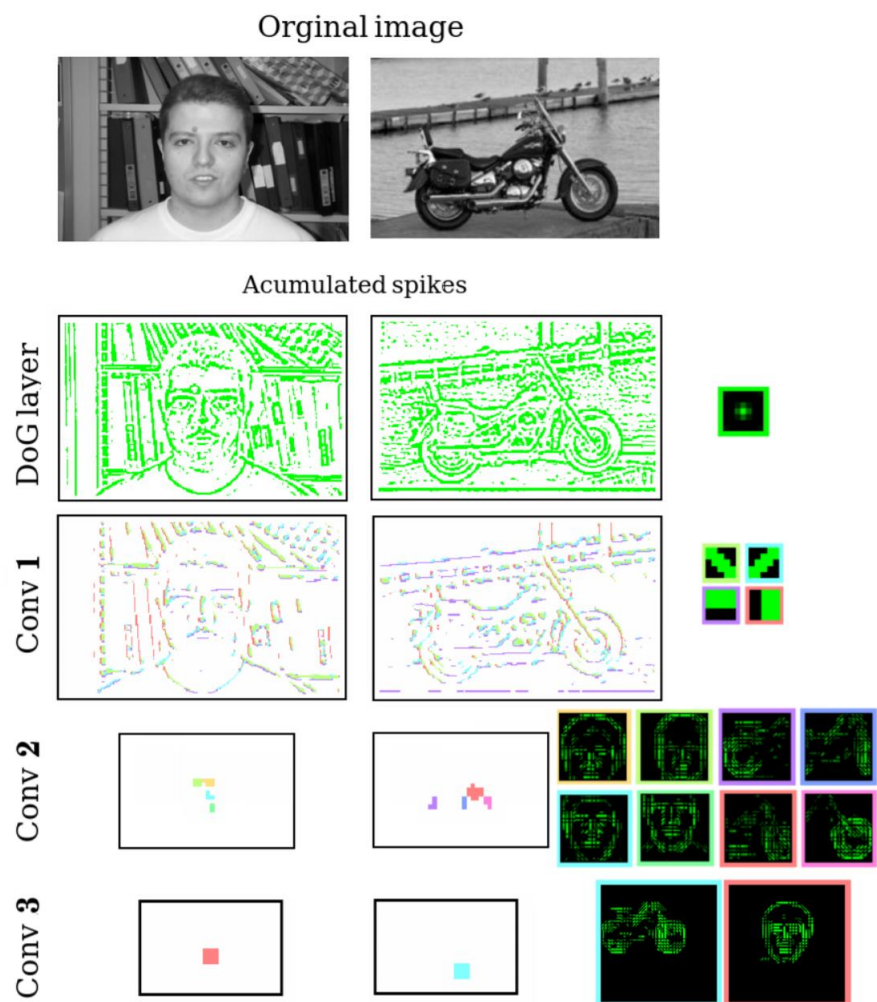 Orginal image
Acumulated spikes
DoG layer
Conv 1
Conv 2
Conv 3